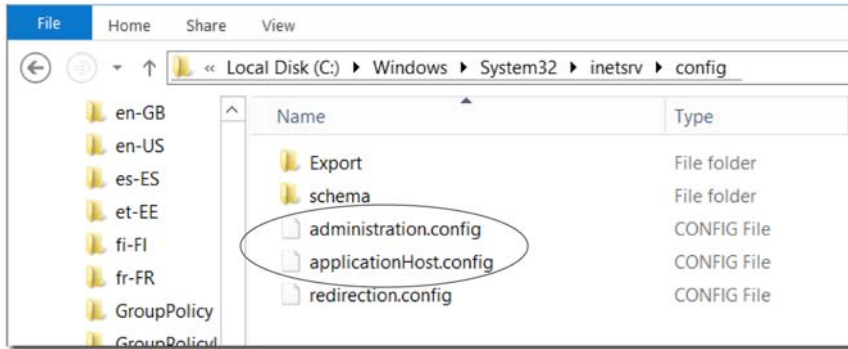 File Home Share View
« Local Disk (C:) Windows System32 inetsrv config
en-GB
en-US
es-ES
et-EE
fi-FI
fr-FR
GroupPolicy
Name Type
Export File folder
schema File folder
administration.config CONFIG File
applicationHost.config CONFIG File
redirection.config CONFIG File